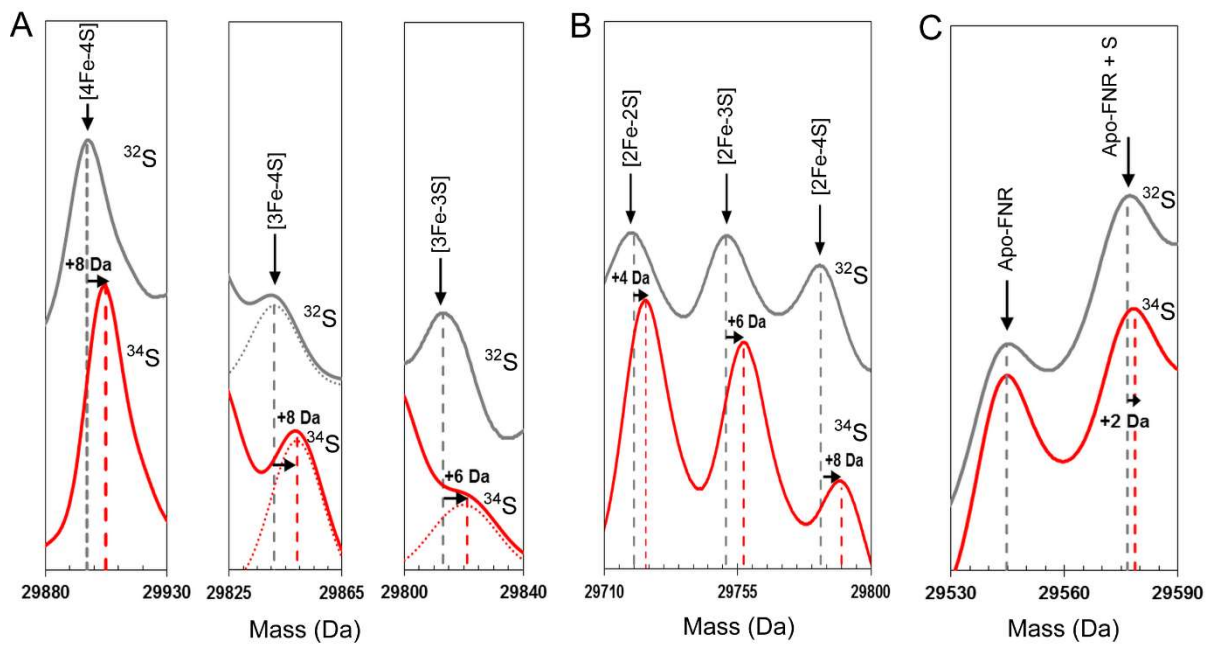 A
[4Fe-4S]
32S
+8 Da
34S
29880
29930
[3Fe-4S]
32S
+8 Da
34S
29825
29865
[3Fe-3S]
32S
+6 Da
34S
29800
29840
Mass (Da)
B
[2Fe-2S]
[2Fe-3S]
[2Fe-4S]
32S
+4 Da
+6 Da
34S
+8 Da
29710
29755
29800
Mass (Da)
C
Apo-FNR
Apo-FNR + S
32S
34S
+2 Da
29530
29560
29590
Mass (Da)